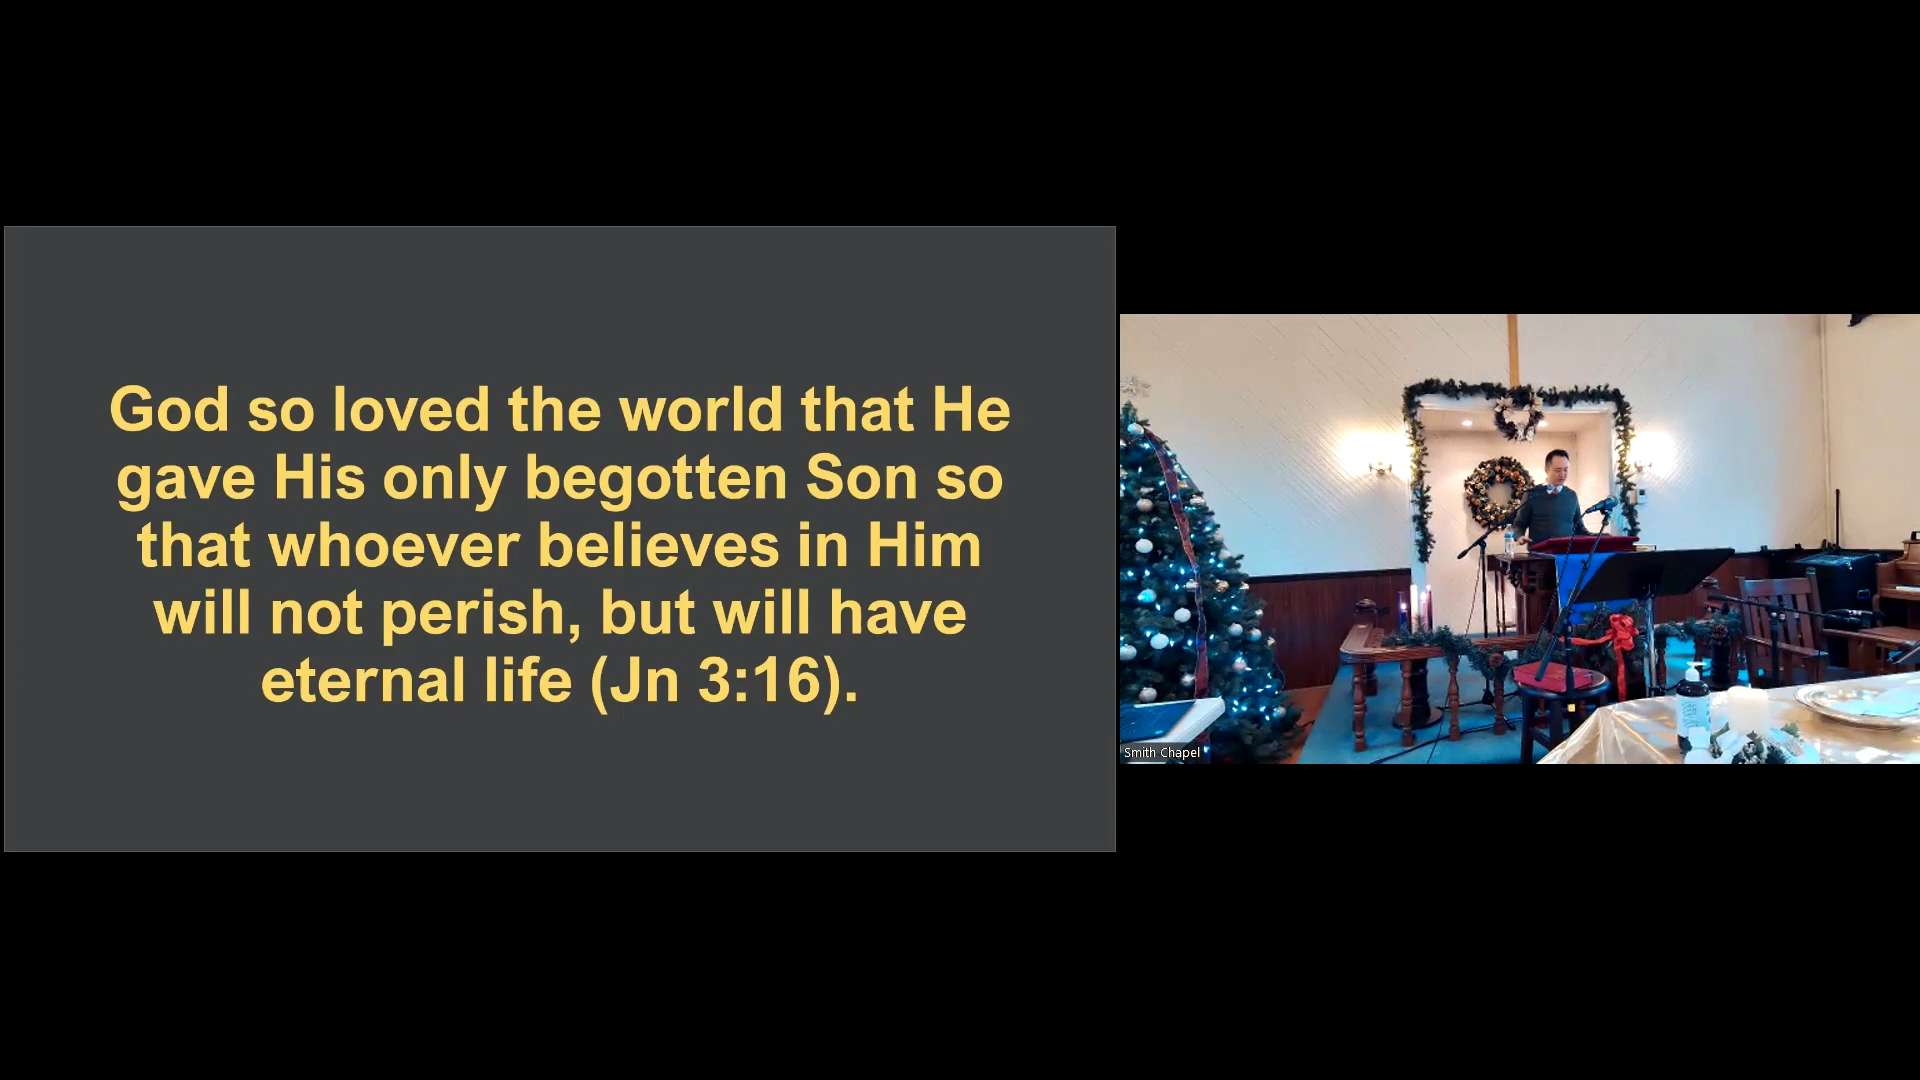 God so loved the world that He
gave His only begotten Son so
that whoever believes in Him
will not perish, but will have
eternal life (Jn 3:16).
Smith Chapel